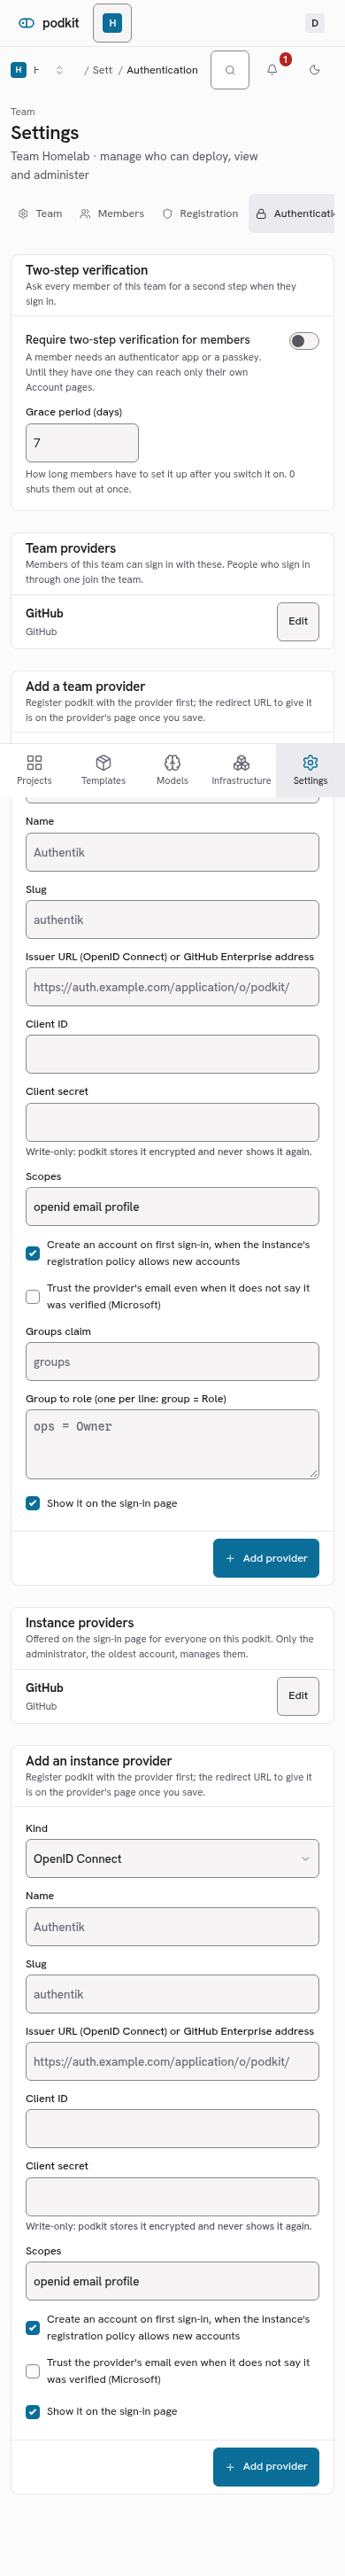 podkit
H
D
H
/ Sett / Authentication
1
Team
Settings
Team Homelab · manage who can deploy, view
and administer
Team
Members
Registration
Two-step verification
Ask every member of this team for a second step when they
sign in.
Require two-step verification for members
A member needs an authenticator app or a passkey.
Until they have one they can reach only their own
Account pages.
Grace period (days)
7
How long members have to set it up after you switch it on. 0
shuts them out at once.
Team providers
Members of this team can sign in with these. People who sign in
through one join the team.
GitHub
GitHub
Edit
Add a team provider
Register podkit with the provider first; the redirect URL to give it
is on the provider's page once you save.
Projects
Templates
Models
Infrastructure
Settings
Name
Authentik
Slug
authentik
Issuer URL (OpenID Connect) or GitHub Enterprise address
https://auth.example.com/application/o/podkit/
Client ID
Client secret
Write-only: podkit stores it encrypted and never shows it again.
Scopes
openid email profile
Create an account on first sign-in, when the instance's
registration policy allows new accounts
Trust the provider's email even when it does not say it
was verified (Microsoft)
Groups claim
groups
Group to role (one per line: group = Role)
ops = Owner
Show it on the sign-in page
+ Add provider
Instance providers
Offered on the sign-in page for everyone on this podkit. Only the
administrator, the oldest account, manages them.
GitHub
GitHub
Edit
Add an instance provider
Register podkit with the provider first; the redirect URL to give it
is on the provider's page once you save.
Kind
OpenID Connect
Name
Authentik
Slug
authentik
Issuer URL (OpenID Connect) or GitHub Enterprise address
https://auth.example.com/application/o/podkit/
Client ID
Client secret
Write-only: podkit stores it encrypted and never shows it again.
Scopes
openid email profile
Create an account on first sign-in, when the instance's
registration policy allows new accounts
Trust the provider's email even when it does not say it
was verified (Microsoft)
Show it on the sign-in page
+ Add provider